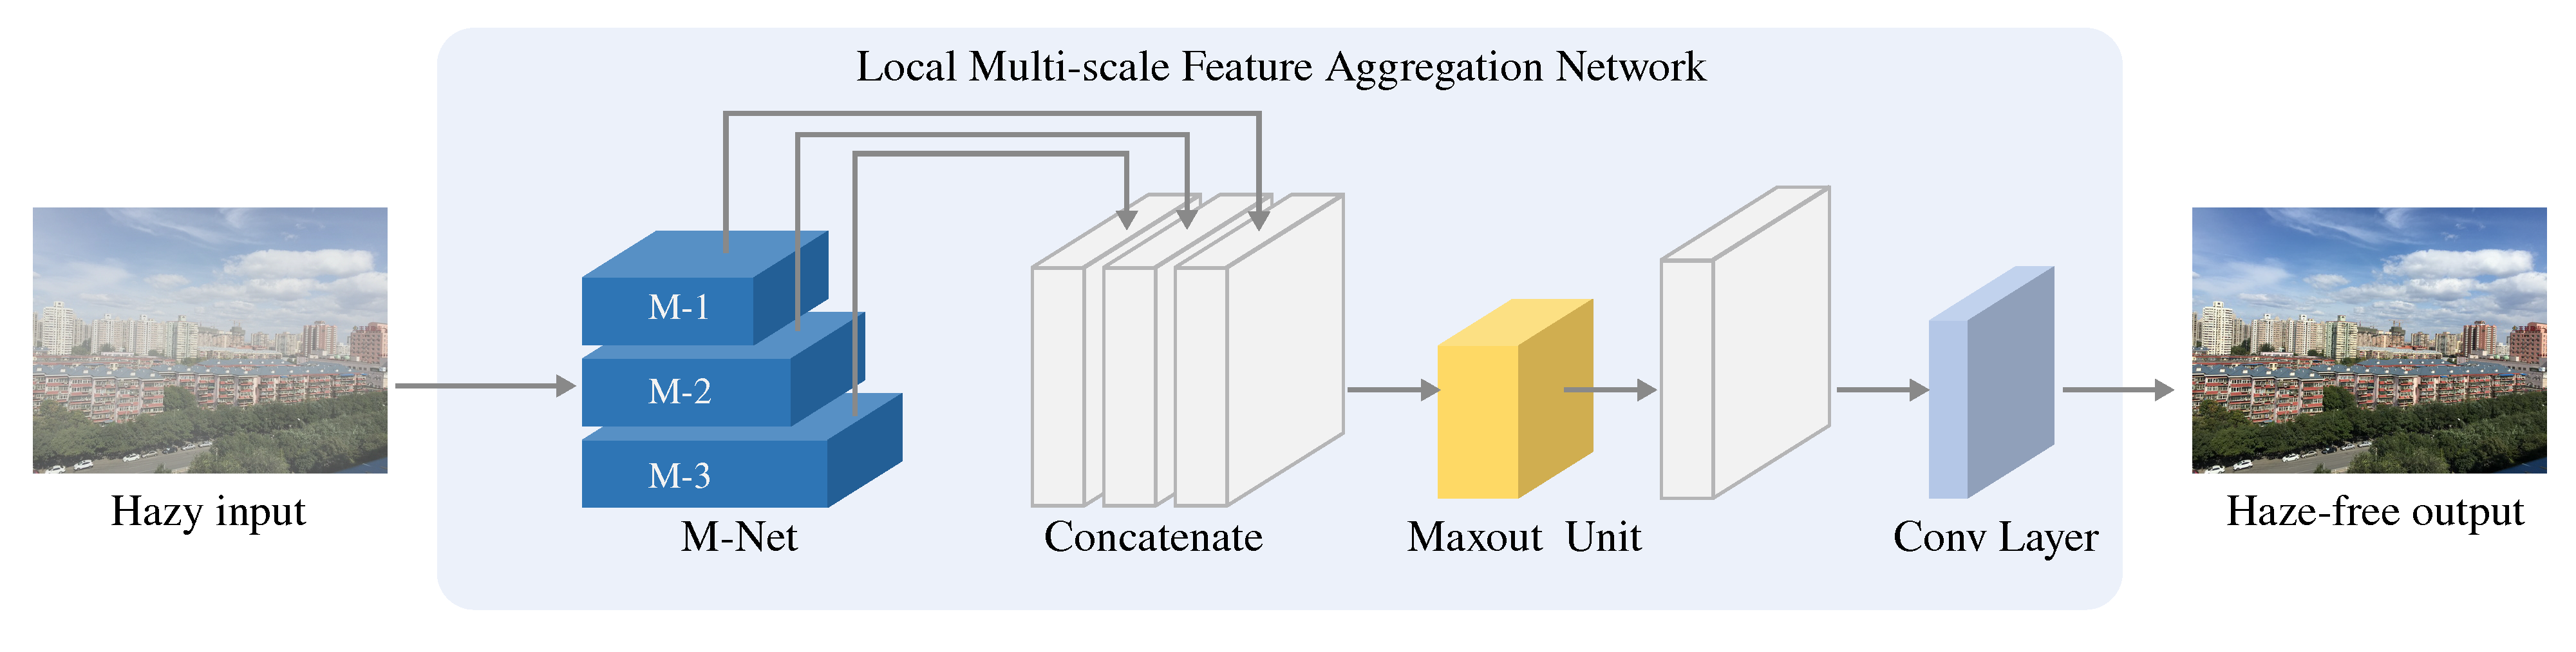 Local Multi-scale Feature Aggregation Network
M-1
M-2
M-3
Hazy input
M-Net
Concatenate
Maxout Unit
Conv Layer
Haze-free output